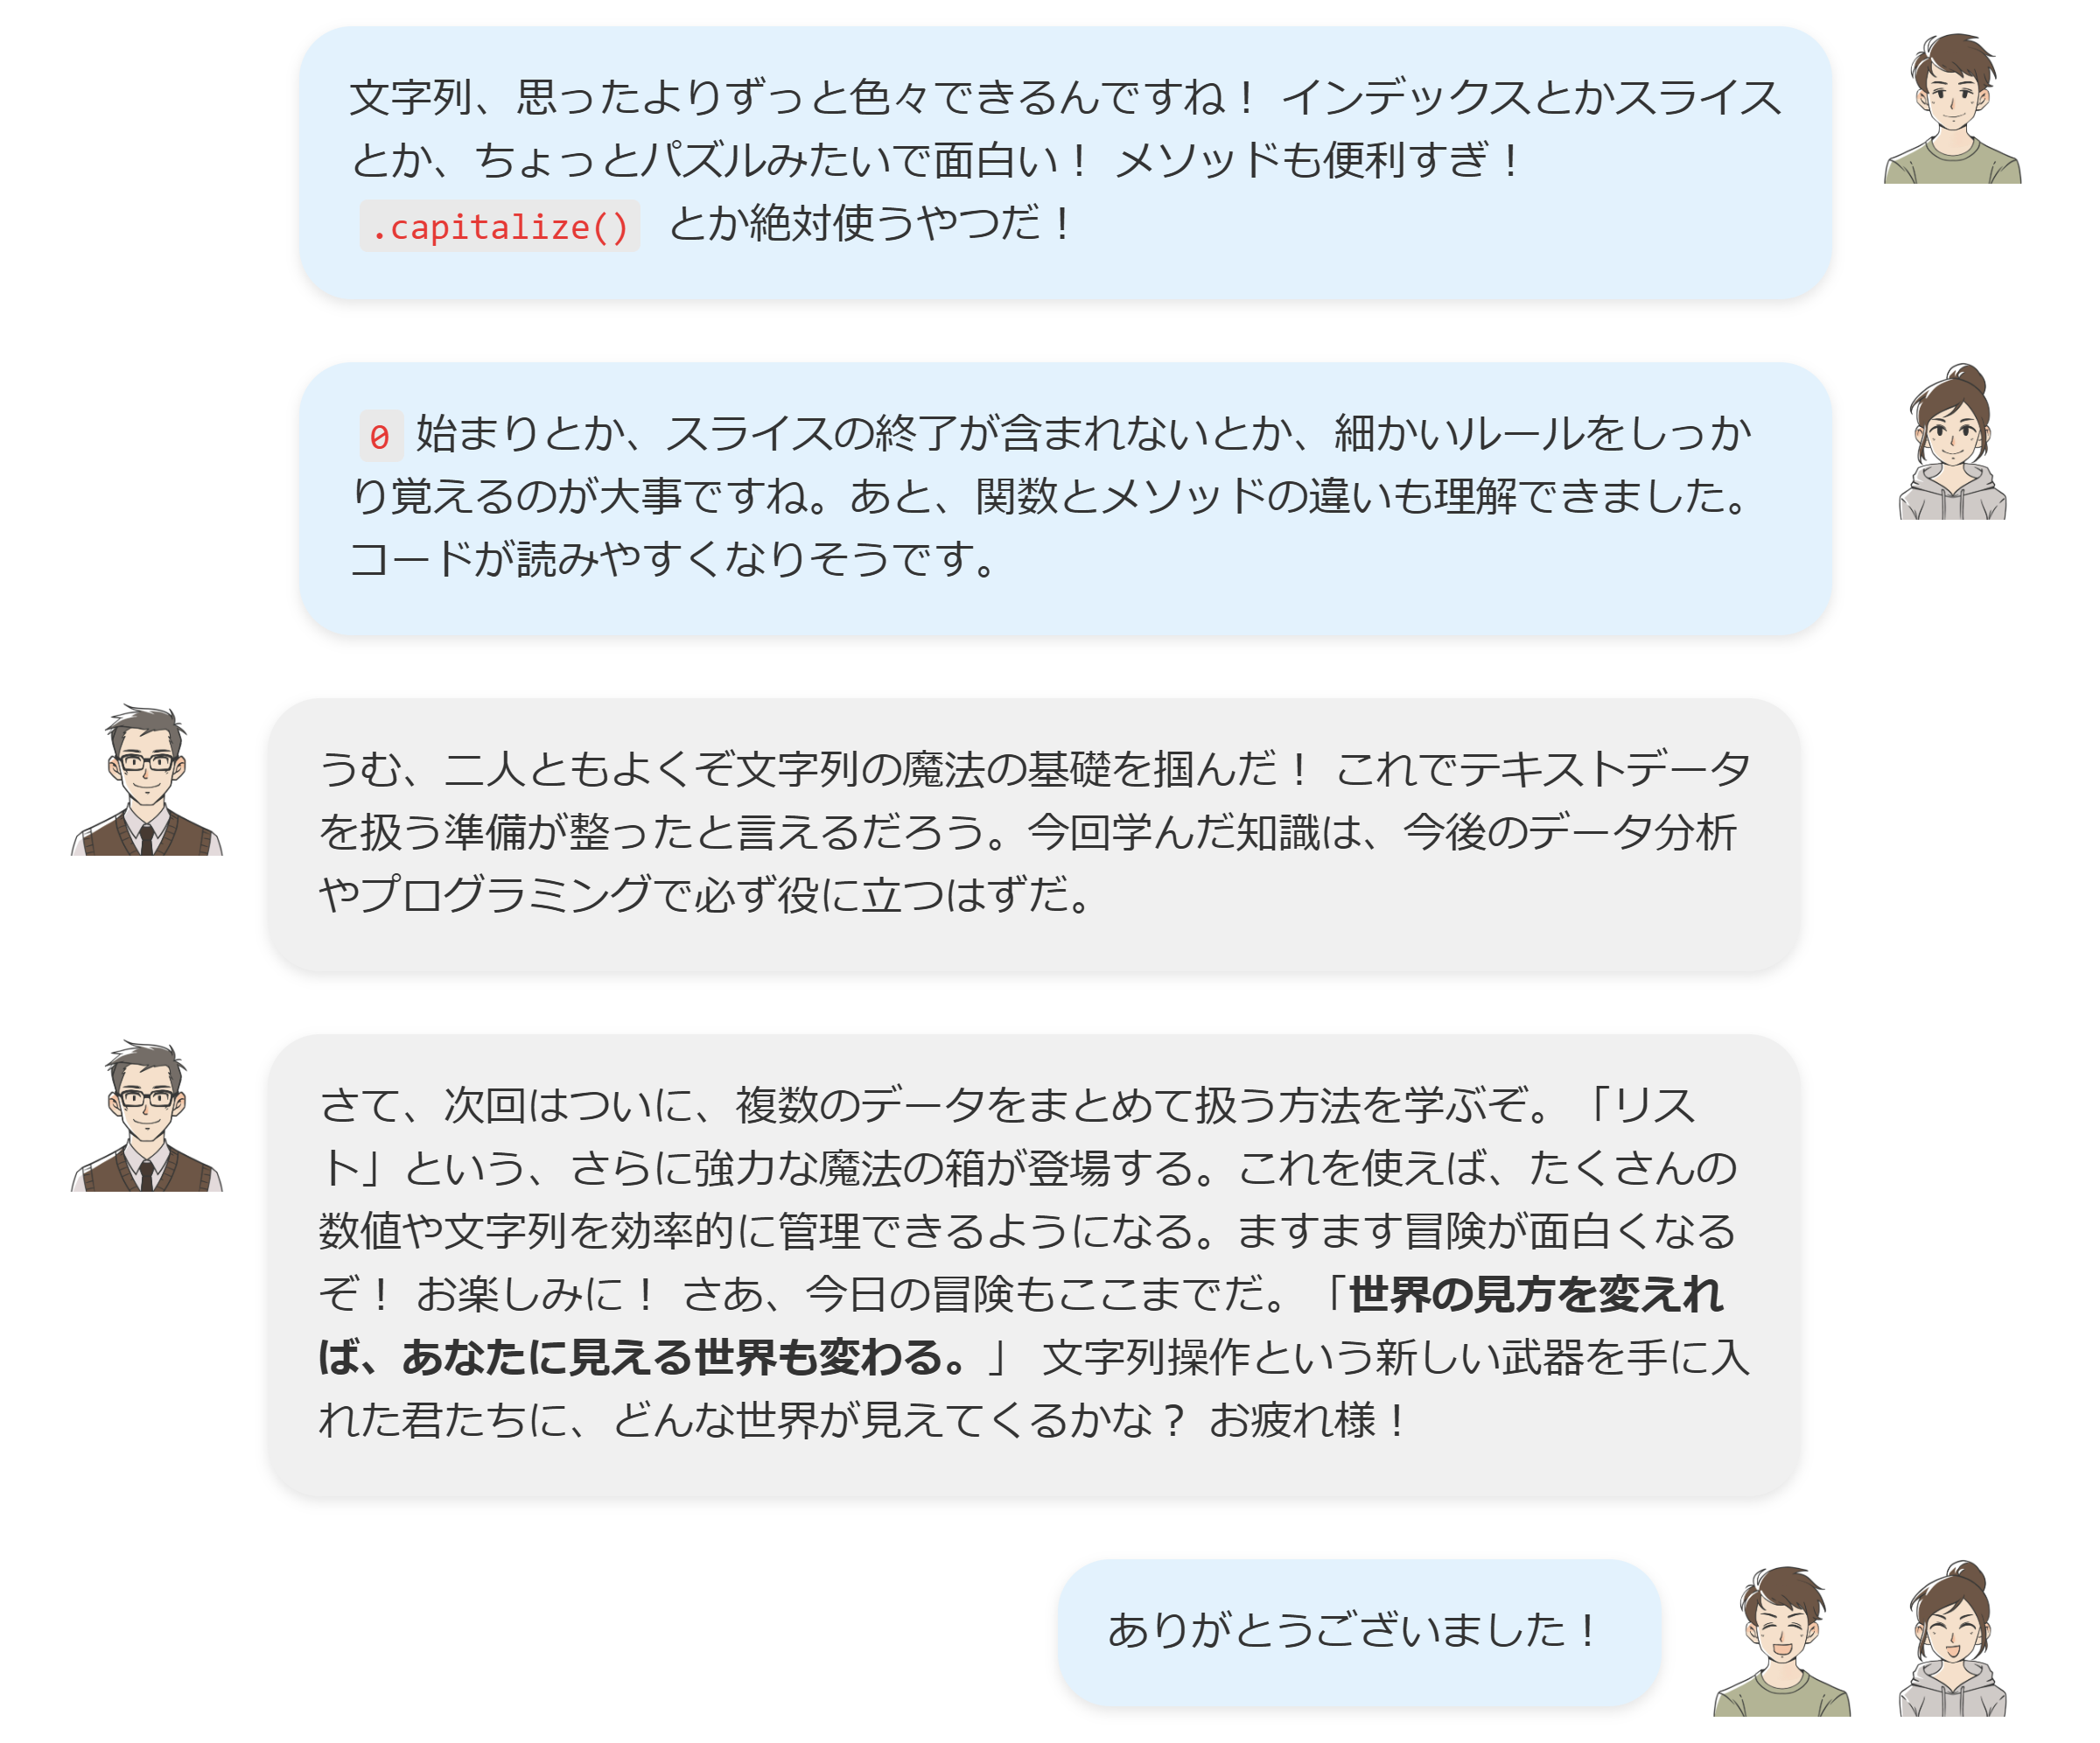 文字列、思ったよりずっと色々できるんですね！ インデックスとかスライス
とか、ちょっとパズルみたいで面白い！ メソッドも便利すぎ！
.capitalize() とか絶対使うやつだ！
0 始まりとか、スライスの終了が含まれないとか、細かいルールをしっか
り覚えるのが大事ですね。あと、関数とメソッドの違いも理解できました。
コードが読みやすくなりそうです。
うむ、二人ともよくぞ文字列の魔法の基礎を掴んだ！ これでテキストデータ
を扱う準備が整ったと言えるだろう。今回学んだ知識は、今後のデータ分析
やプログラミングで必ず役に立つはずだ。
さて、次回はついに、複数のデータをまとめて扱う方法を学ぶぞ。「リス
ト」という、さらに強力な魔法の箱が登場する。これを使えば、たくさんの
数値や文字列を効率的に管理できるようになる。ますます冒険が面白くなる
ぞ！ お楽しみに！ さあ、今日の冒険もここまでだ。「世界の見方を変えれ
ば、あなたに見える世界も変わる。」 文字列操作という新しい武器を手に入
れた君たちに、どんな世界が見えてくるかな？ お疲れ様！
ありがとうございました！